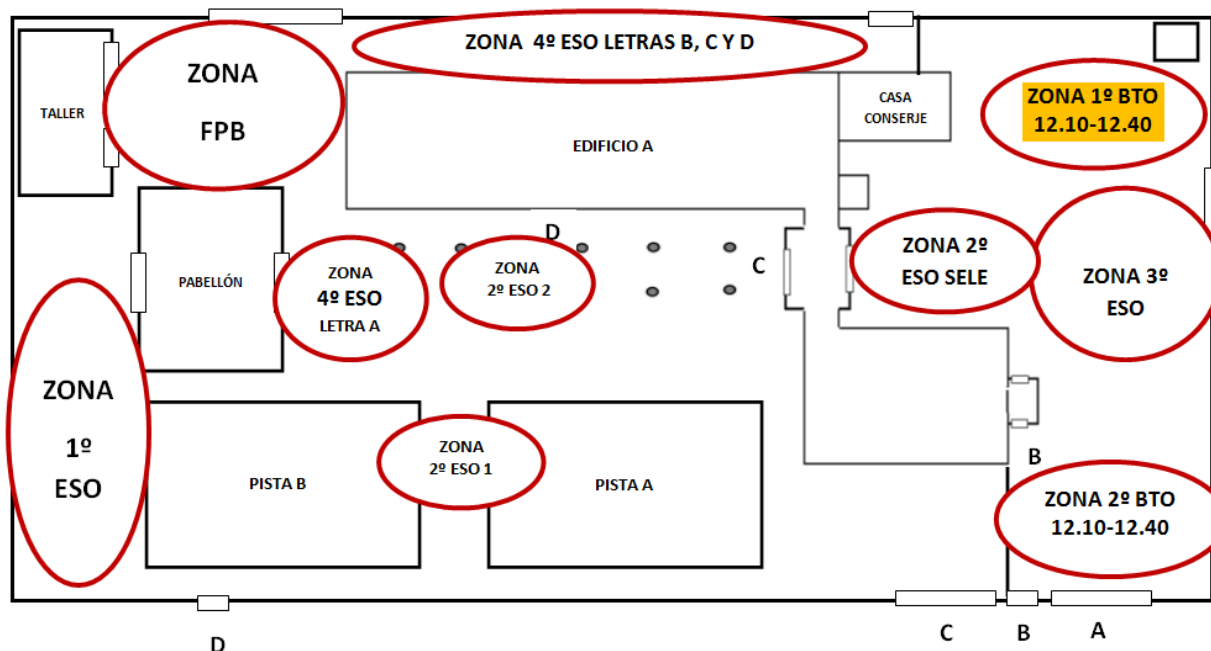 ZONA 4º ESO LETRAS B, C Y D
ZONA
FPB
TALLER
CASA
CONSERJE
ZONA 1º BTO
12.10-12.40
EDIFICIO A
D
C
ZONA 2º
ESO SELE
ZONA 3º
ESO
PABELLÓN
ZONA
4º ESO
LETRA A
ZONA
2º ESO 2
ZONA
1º
ESO
ZONA
2º ESO 1
PISTA B
PISTA A
B
ZONA 2º BTO
12.10-12.40
D
C
B
A